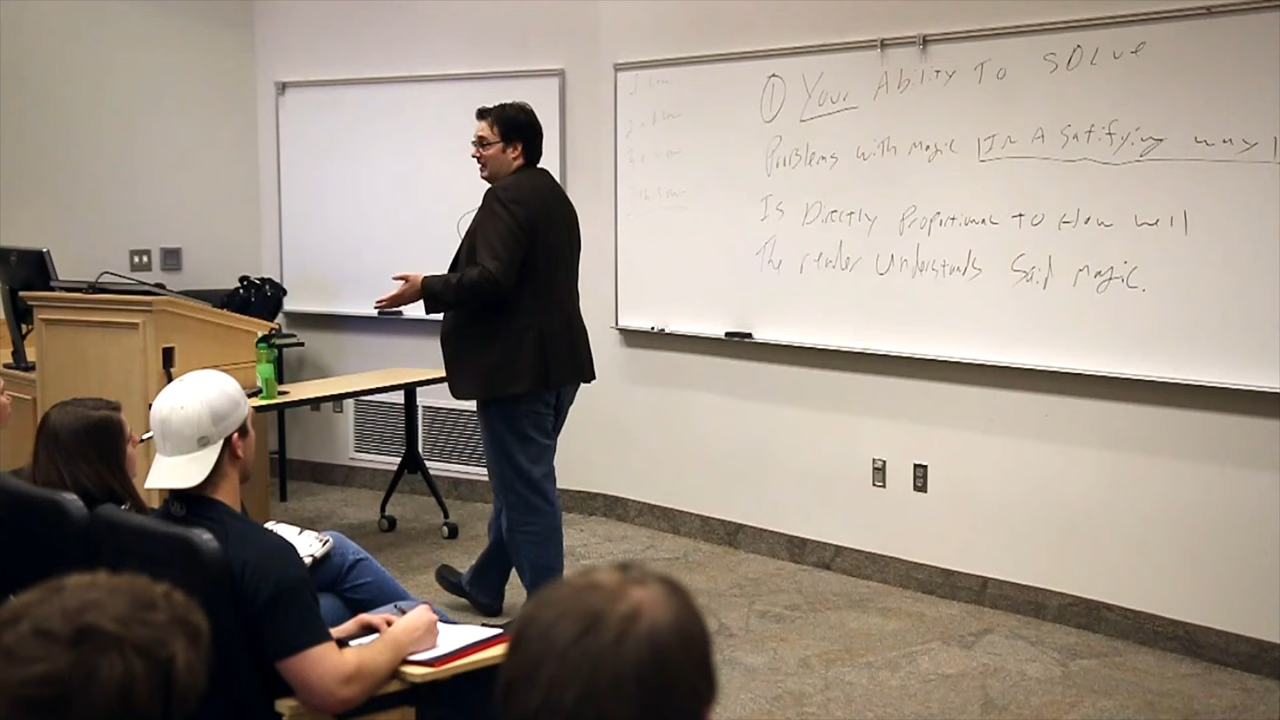 ① Your Ability To solve
Problems with Magic |In A Satifying way|
Is Directly Proportional to How well
The reader Understands Said Magic.